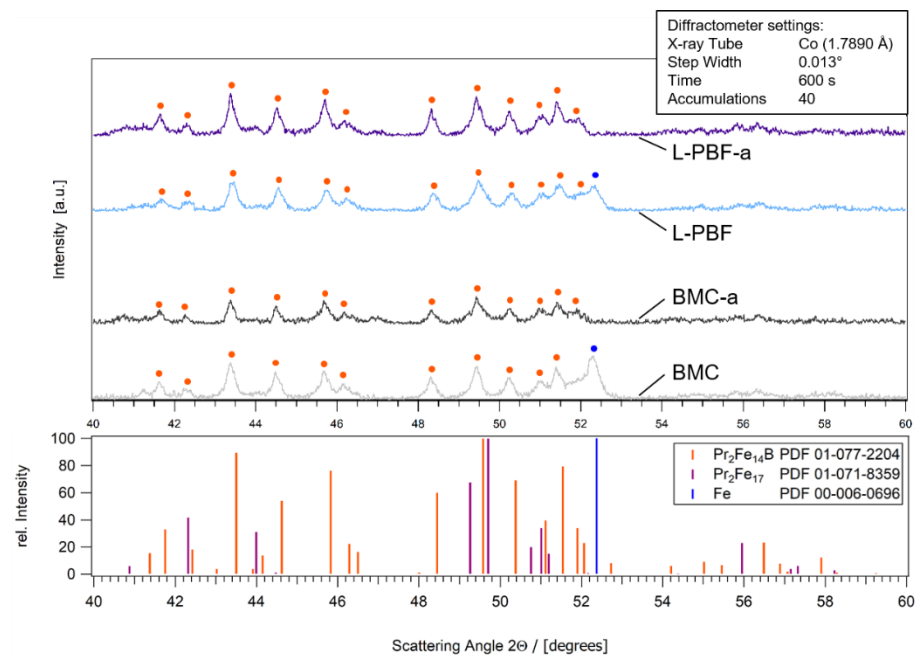 Diffractometer settings:
X-ray Tube Co (1.7890 Å)
Step Width 0.013°
Time 600 s
Accumulations 40
L-PBF-a
L-PBF
BMC-a
BMC
Intensity [a.u.]
40 42 44 46 48 50 52 54 56 58 60
Pr₂Fe₁₄B PDF 01-077-2204
Pr₂Fe₁₇ PDF 01-071-8359
Fe PDF 00-006-0696
rel. Intensity
100
80
60
40
20
0
40 42 44 46 48 50 52 54 56 58 60
Scattering Angle 2Θ / [degrees]